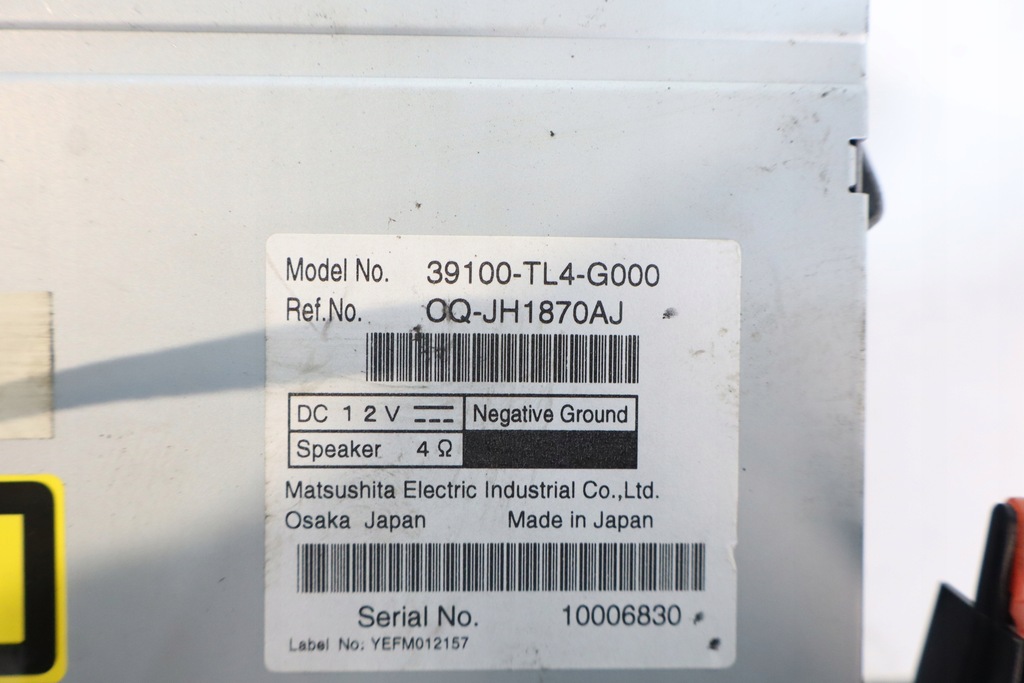 Model No. 39100-TL4-G000
Ref.No. CQ-JH1870AJ
DC 12V Negative Ground
Speaker 4Ω
Matsushita Electric Industrial Co.,Ltd.
Osaka Japan Made in Japan
Serial No. 10006830
Label No: YEFM012157